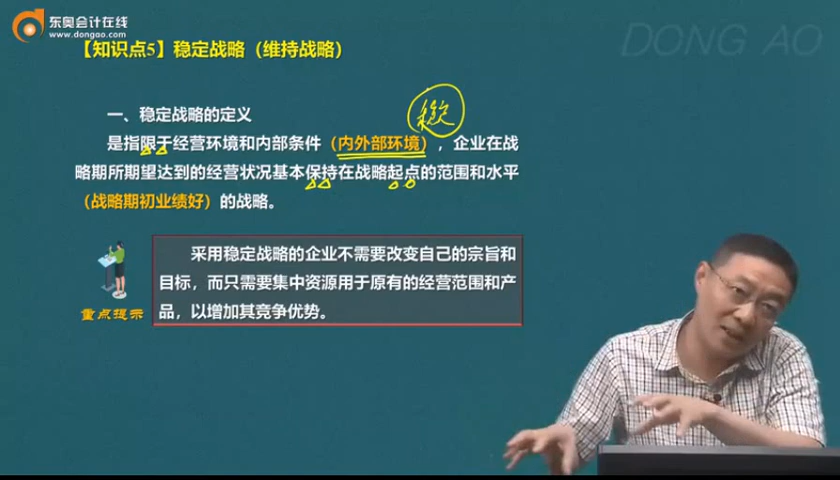 东奥会计在线
www.dongao.com
DONG AO
【知识点5】稳定战略（维持战略）
一、稳定战略的定义
稳定
是指限于经营环境和内部条件（内外部环境），企业在战
略期所期望达到的经营状况基本保持在战略起点的范围和水平
（战略期初业绩好）的战略。
采用稳定战略的企业不需要改变自己的宗旨和
目标，而只需要集中资源用于原有的经营范围和产
品，以增加其竞争优势。
重点提示